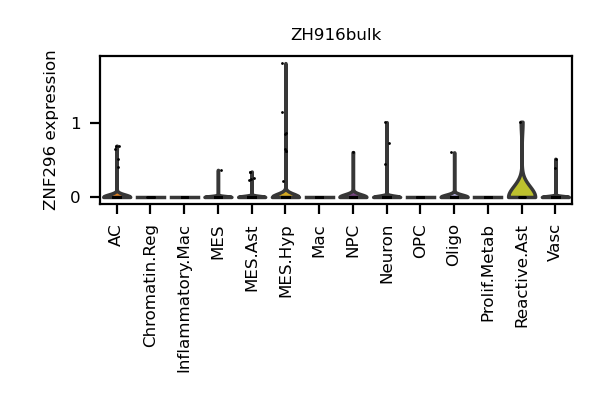 ZH916bulk
ZNF296 expression
1
0
AC
Chromatin.Reg
Inflammatory.Mac
MES
MES.Ast
MES.Hyp
Mac
NPC
Neuron
OPC
Oligo
Prolif.Metab
Reactive.Ast
Vasc